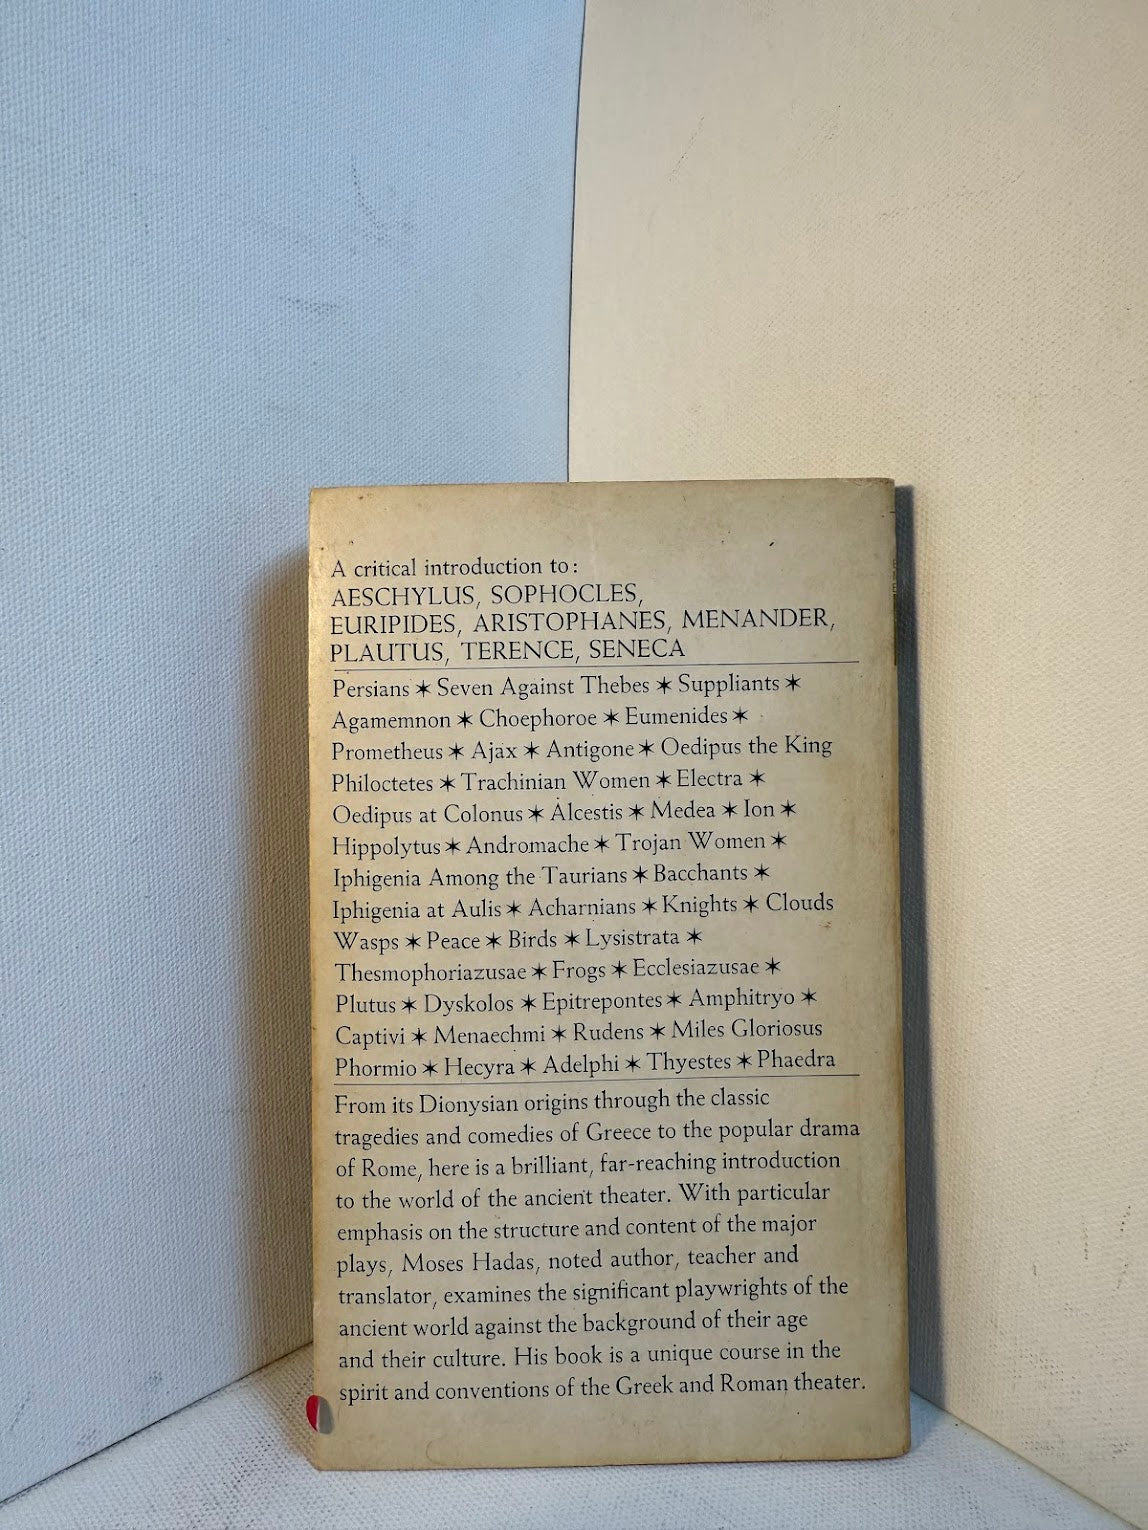 A critical introduction to:
AESCHYLUS, SOPHOCLES,
EURIPIDES, ARISTOPHANES, MENANDER,
PLAUTUS, TERENCE, SENECA
Persians ✶ Seven Against Thebes ✶ Suppliants ✶
Agamemnon ✶ Choephoroe ✶ Eumenides ✶
Prometheus ✶ Ajax ✶ Antigone ✶ Oedipus the King
Philoctetes ✶ Trachinian Women ✶ Electra ✶
Oedipus at Colonus ✶ Alcestis ✶ Medea ✶ Ion ✶
Hippolytus ✶ Andromache ✶ Trojan Women ✶
Iphigenia Among the Taurians ✶ Bacchants ✶
Iphigenia at Aulis ✶ Acharnians ✶ Knights ✶ Clouds
Wasps ✶ Peace ✶ Birds ✶ Lysistrata ✶
Thesmophoriazusae ✶ Frogs ✶ Ecclesiazusae ✶
Plutus ✶ Dyskolos ✶ Epitrepontes ✶ Amphitryo ✶
Captivi ✶ Menaechmi ✶ Rudens ✶ Miles Gloriosus
Phormio ✶ Hecyra ✶ Adelphi ✶ Thyestes ✶ Phaedra
From its Dionysian origins through the classic
tragedies and comedies of Greece to the popular drama
of Rome, here is a brilliant, far-reaching introduction
to the world of the ancient theater. With particular
emphasis on the structure and content of the major
plays, Moses Hadas, noted author, teacher and
translator, examines the significant playwrights of the
ancient world against the background of their age
and their culture. His book is a unique course in the
spirit and conventions of the Greek and Roman theater.